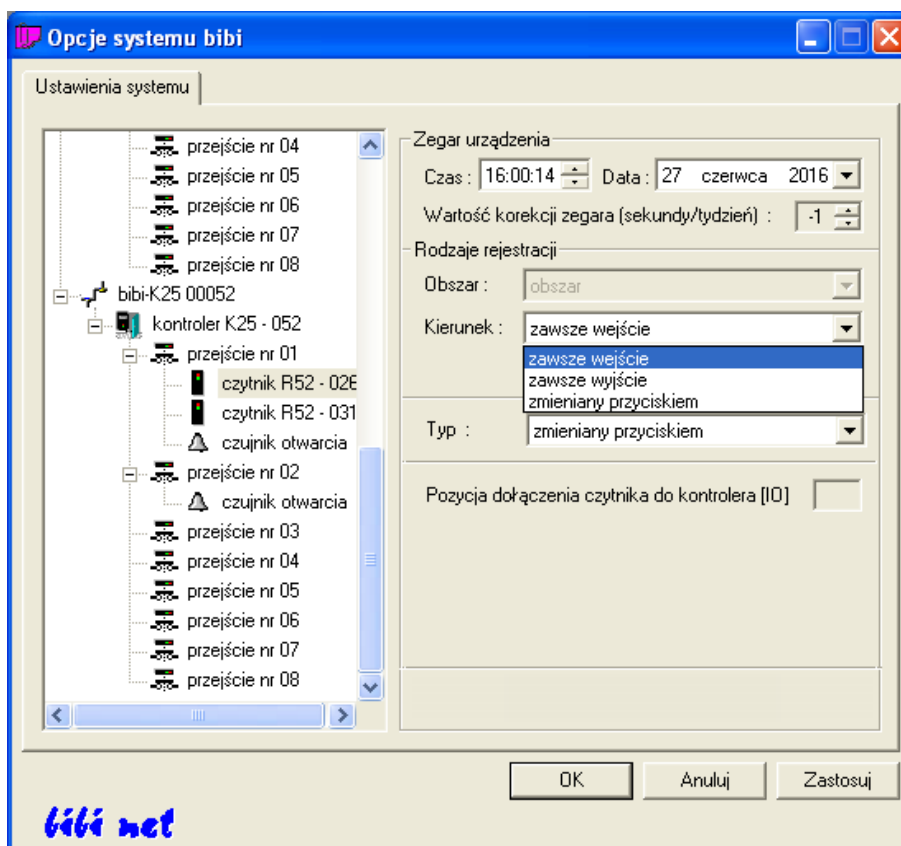 Opcje systemu bibi
Ustawienia systemu
przejście nr 04
przejście nr 05
przejście nr 06
przejście nr 07
przejście nr 08
bibi-K25 00052
kontroler K25 - 052
przejście nr 01
czytnik R52 - 026
czytnik R52 - 031
czujnik otwarcia
przejście nr 02
czujnik otwarcia
przejście nr 03
przejście nr 04
przejście nr 05
przejście nr 06
przejście nr 07
przejście nr 08
Zegar urządzenia
Czas : 16:00:14 Data : 27 czerwca 2016
Wartość korekcji zegara (sekundy/tydzień) : -1
Rodzaje rejestracji
Obszar : obszar
Kierunek : zawsze wejście
zawsze wejście
zawsze wyjście
zmieniany przyciskiem
Typ : zmieniany przyciskiem
Pozycja dołączenia czytnika do kontrolera [IO]
OK Anuluj Zastosuj
bibi net